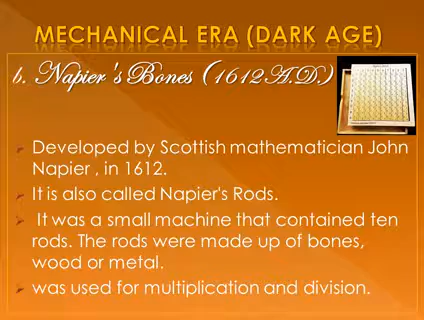 MECHANICAL ERA (DARK AGE)
b. Napier's Bones (1612 A.D.)
Developed by Scottish mathematician John
Napier , in 1612.
It is also called Napier's Rods.
It was a small machine that contained ten
rods. The rods were made up of bones,
wood or metal.
was used for multiplication and division.